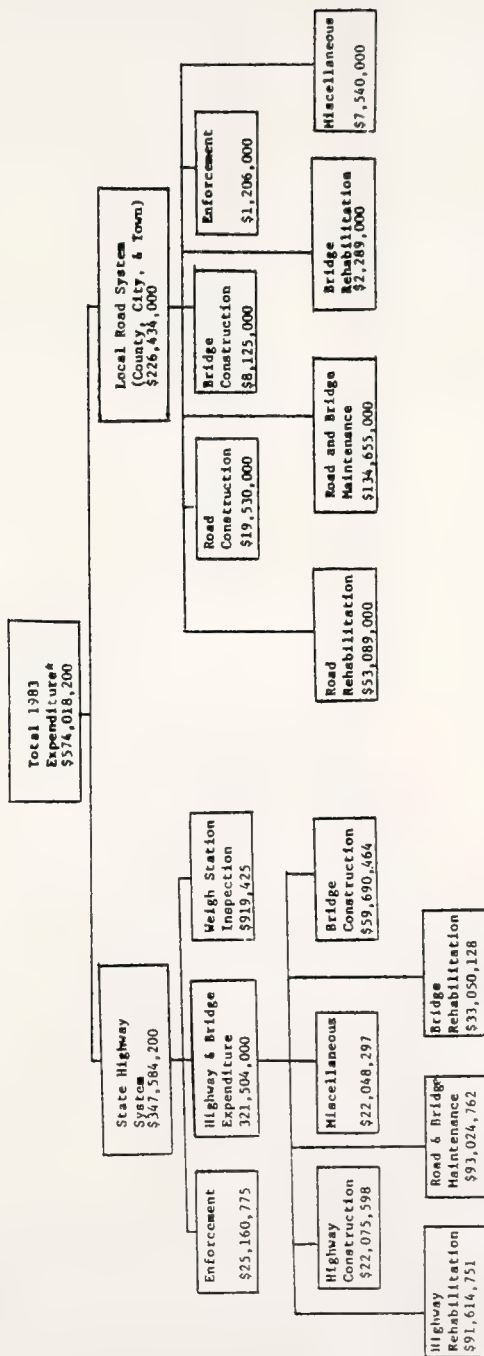 Total 1983
Expenditure*
$574,018,200
State Highway
System
$347,584,200
Local Road System
(County, City, & Town)
$226,434,000
Enforcement
$25,160,775
Highway & Bridge
Expenditure
321,504,000
Weigh Station
Inspection
$919,425
Highway
Rehabilitation
$91,614,751
Highway
Construction
$22,075,598
Road & Bridge
Maintenance
$93,024,762
Miscellaneous
$22,048,297
Bridge
Rehabilitation
$33,050,128
Bridge
Construction
$59,690,464
Road
Rehabilitation
$53,089,000
Road
Construction
$19,530,000
Road and Bridge
Maintenance
$134,655,000
Bridge
Construction
$8,125,000
Bridge
Rehabilitation
$2,289,000
Enforcement
$1,206,000
Miscellaneous
$7,540,000